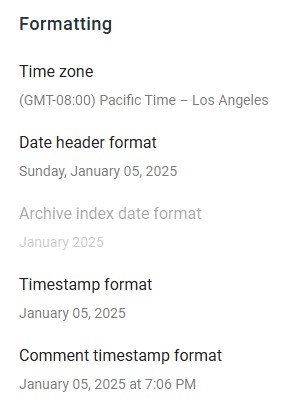 Formatting
Time zone
(GMT-08:00) Pacific Time – Los Angeles
Date header format
Sunday, January 05, 2025
Archive index date format
January 2025
Timestamp format
January 05, 2025
Comment timestamp format
January 05, 2025 at 7:06 PM